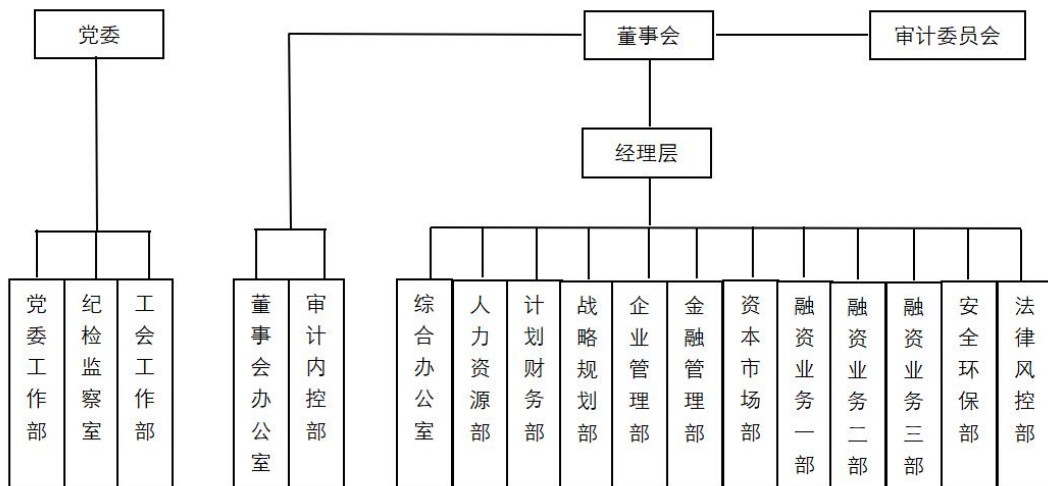 党委
董事会
审计委员会
经理层
党委工作部
纪检监察室
工会工作部
董事会办公室
审计内控部
综合办公室
人力资源部
计划财务部
战略规划部
企业管理部
金融管理部
资本市场部
融资业务一部
融资业务二部
融资业务三部
安全环保部
法律风控部